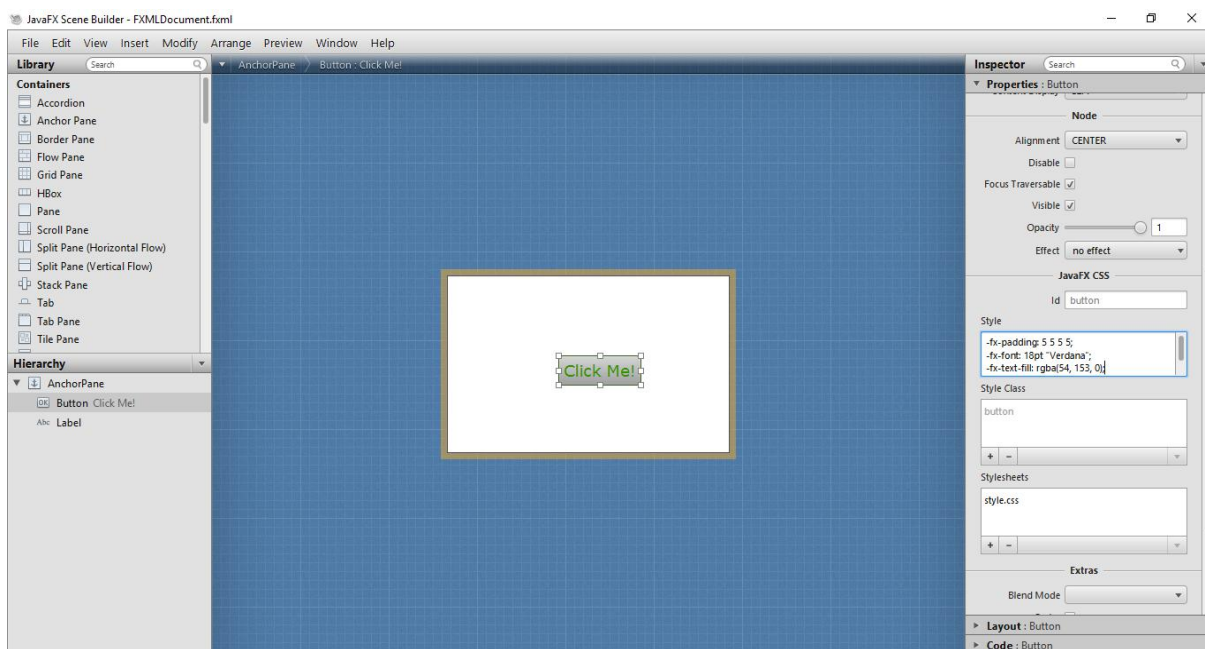 JavaFX Scene Builder - FXMLDocument.fxml
File Edit View Insert Modify Arrange Preview Window Help
Library Search
AnchorPane Button : Click Me!
Containers
Accordion
Anchor Pane
Border Pane
Flow Pane
Grid Pane
HBox
Pane
Scroll Pane
Split Pane (Horizontal Flow)
Split Pane (Vertical Flow)
Stack Pane
Tab
Tab Pane
Tile Pane
Hierarchy
AnchorPane
OK Button Click Me!
Abc Label
Click Me!
Inspector Search
Properties : Button
Node
Alignment CENTER
Disable
Focus Traversable
Visible
Opacity 1
Effect no effect
JavaFX CSS
Id button
Style
-fx-padding: 5 5 5 5;
-fx-font: 18pt "Verdana";
-fx-text-fill: rgba(54, 153, 0);
Style Class
button
+ -
Stylesheets
style.css
+ -
Extras
Blend Mode
Layout : Button
Code : Button